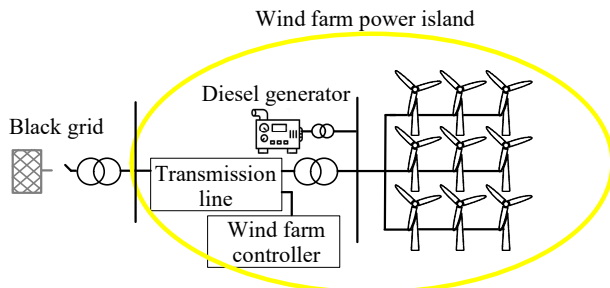 Wind farm power island
Diesel generator
Black grid
Transmission
line
Wind farm
controller